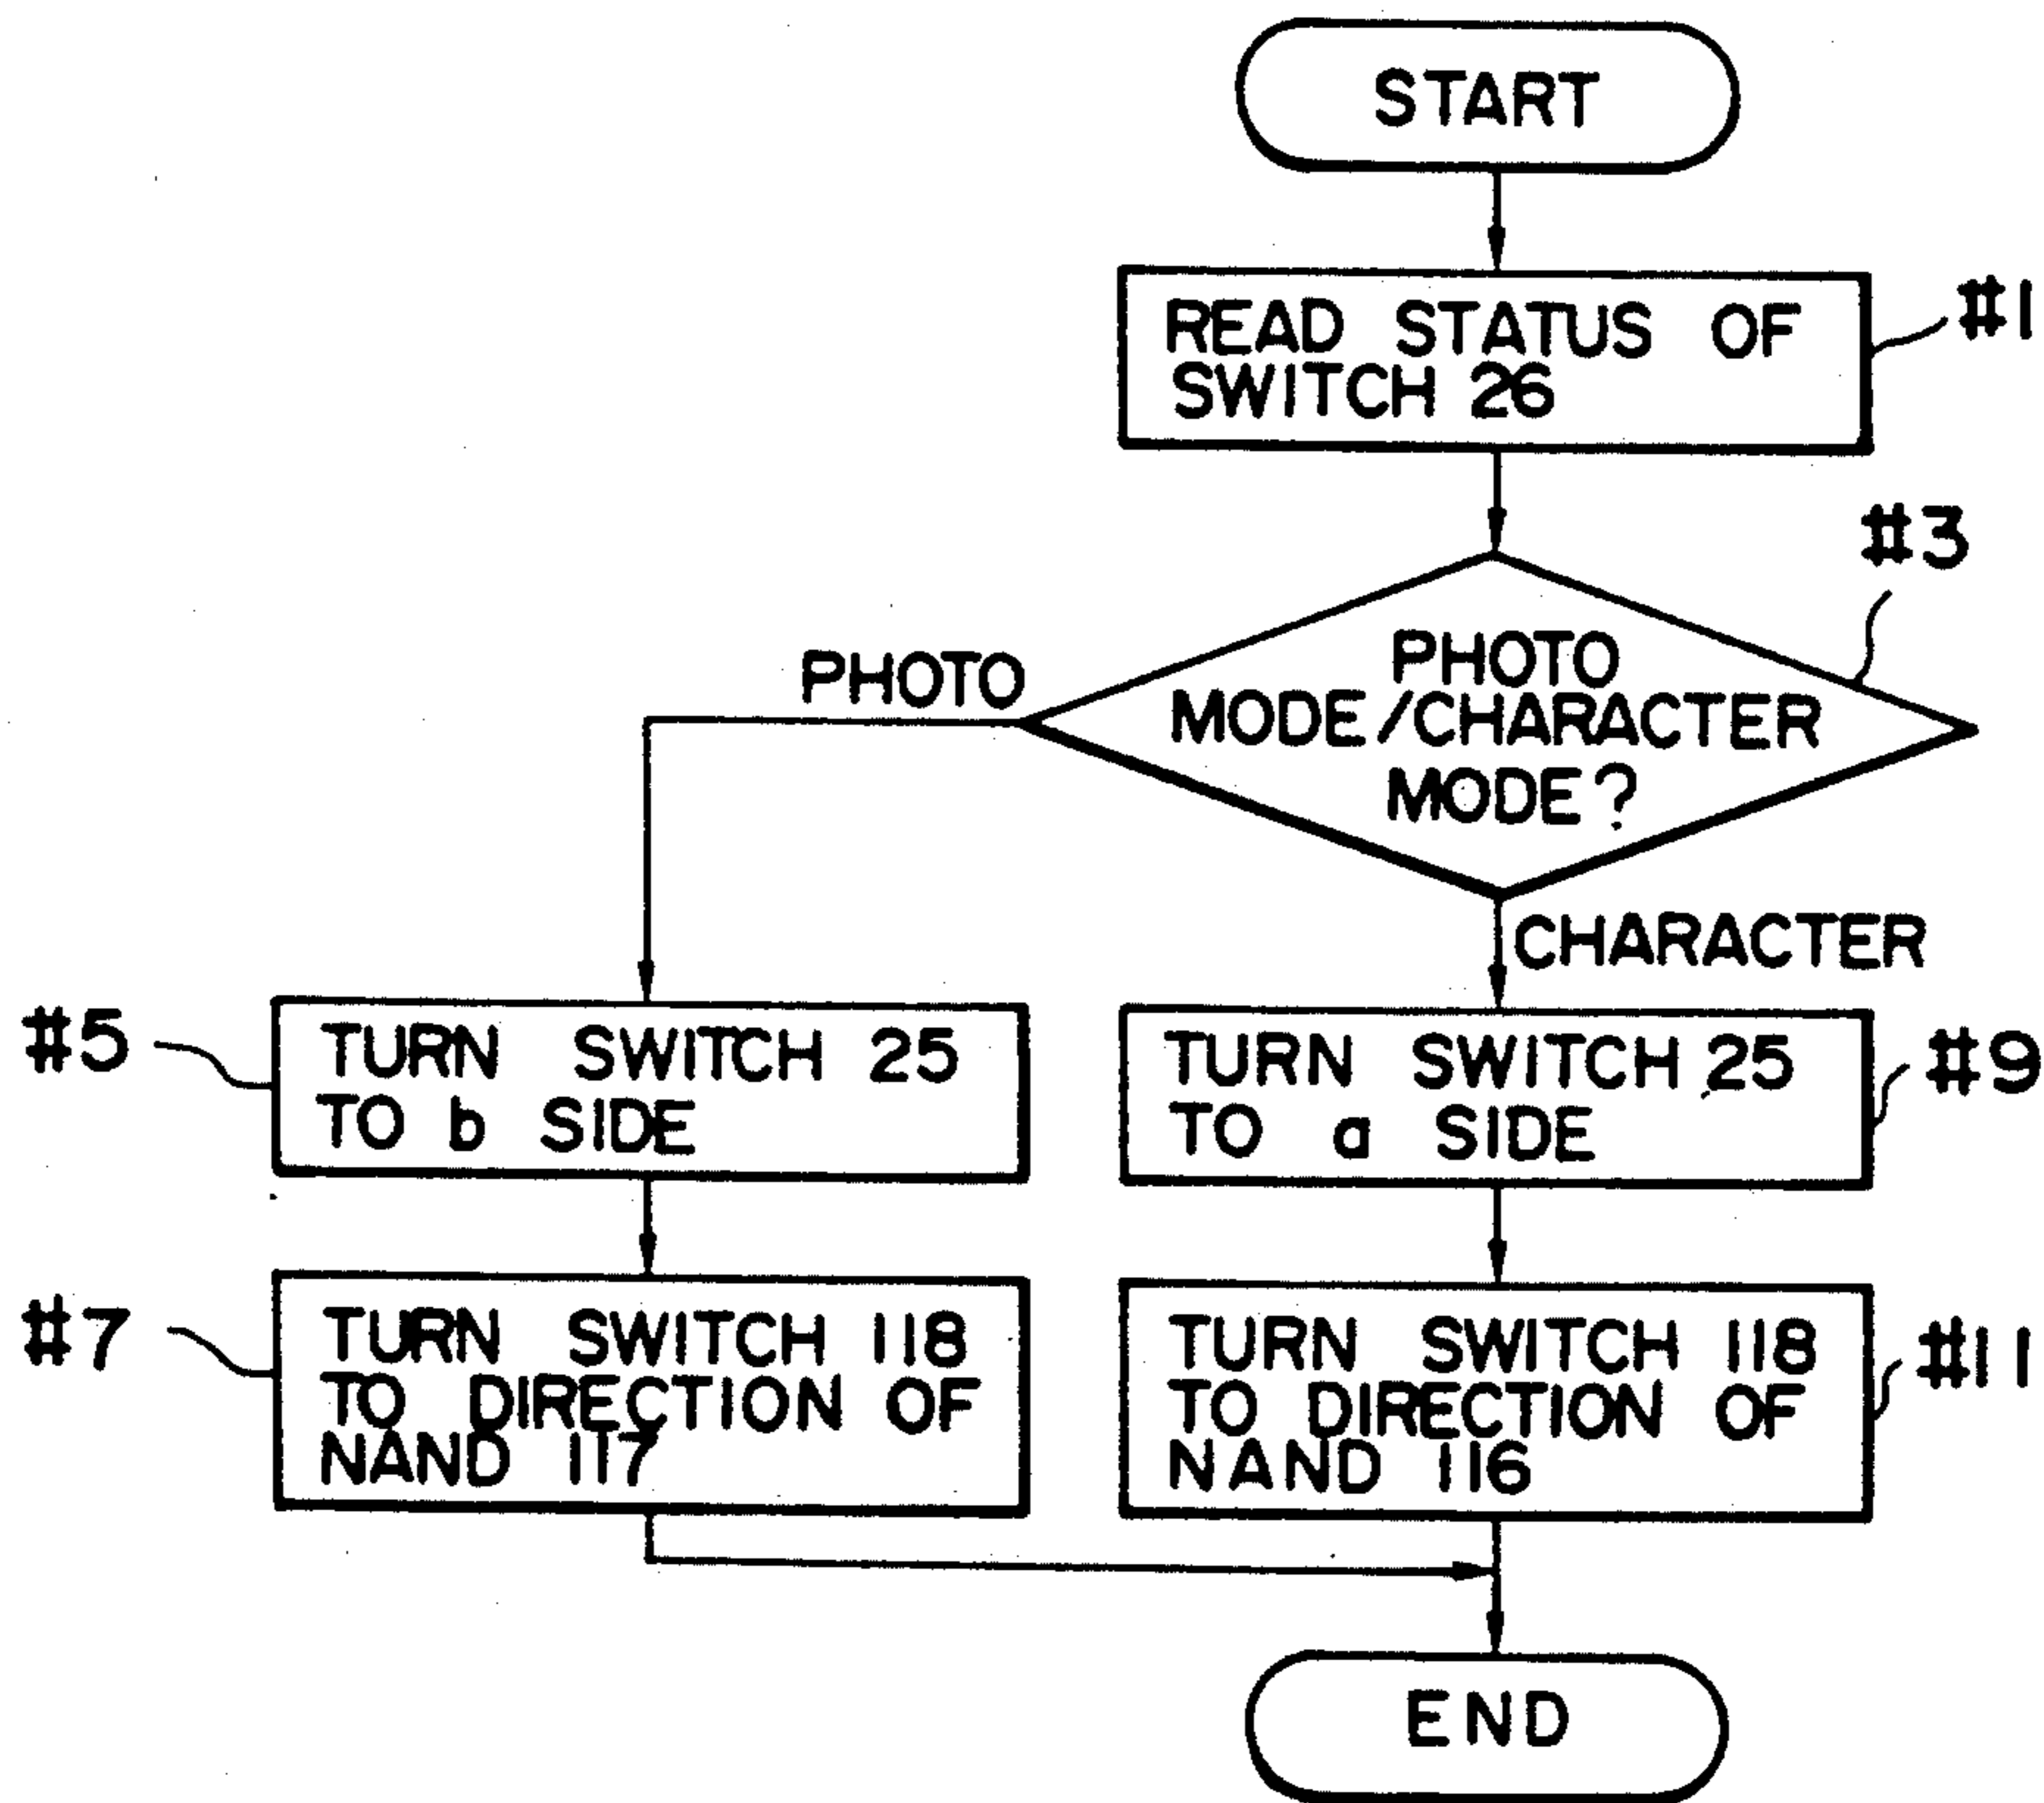 START
READ STATUS OF
SWITCH 26
#1
#3
PHOTO
MODE/CHARACTER
MODE?
PHOTO
CHARACTER
#5
TURN SWITCH 25
TO b SIDE
TURN SWITCH 25
TO a SIDE
#9
#7
TURN SWITCH 118
TO DIRECTION OF
NAND 117
TURN SWITCH 118
TO DIRECTION OF
NAND 116
#11
END